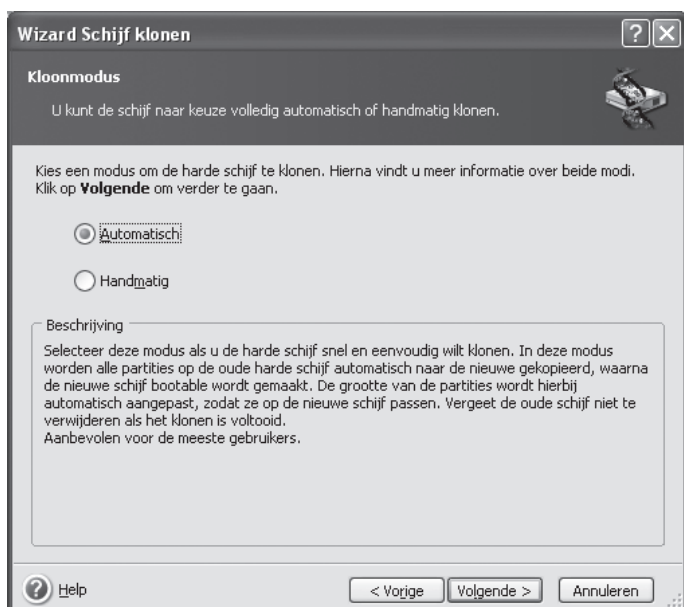 Wizard Schijf klonen
Kloonmodus
U kunt de schijf naar keuze volledig automatisch of handmatig klonen.
Kies een modus om de harde schijf te klonen. Hierna vindt u meer informatie over beide modi.
Klik op Volgende om verder te gaan.
Automatisch
Handmatig
Beschrijving
Selecteer deze modus als u de harde schijf snel en eenvoudig wilt klonen. In deze modus
worden alle partities op de oude harde schijf automatisch naar de nieuwe gekopieerd, waarna
de nieuwe schijf bootable wordt gemaakt. De grootte van de partities wordt hierbij
automatisch aangepast, zodat ze op de nieuwe schijf passen. Vergeet de oude schijf niet te
verwijderen als het klonen is voltooid.
Aanbevolen voor de meeste gebruikers.
Help
< Vorige
Volgende >
Annuleren